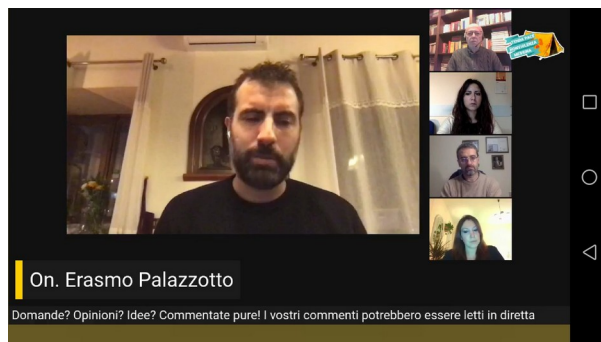 On. Erasmo Palazzotto
Domande? Opinioni? Idee? Commentate pure! I vostri commenti potrebbero essere letti in diretta